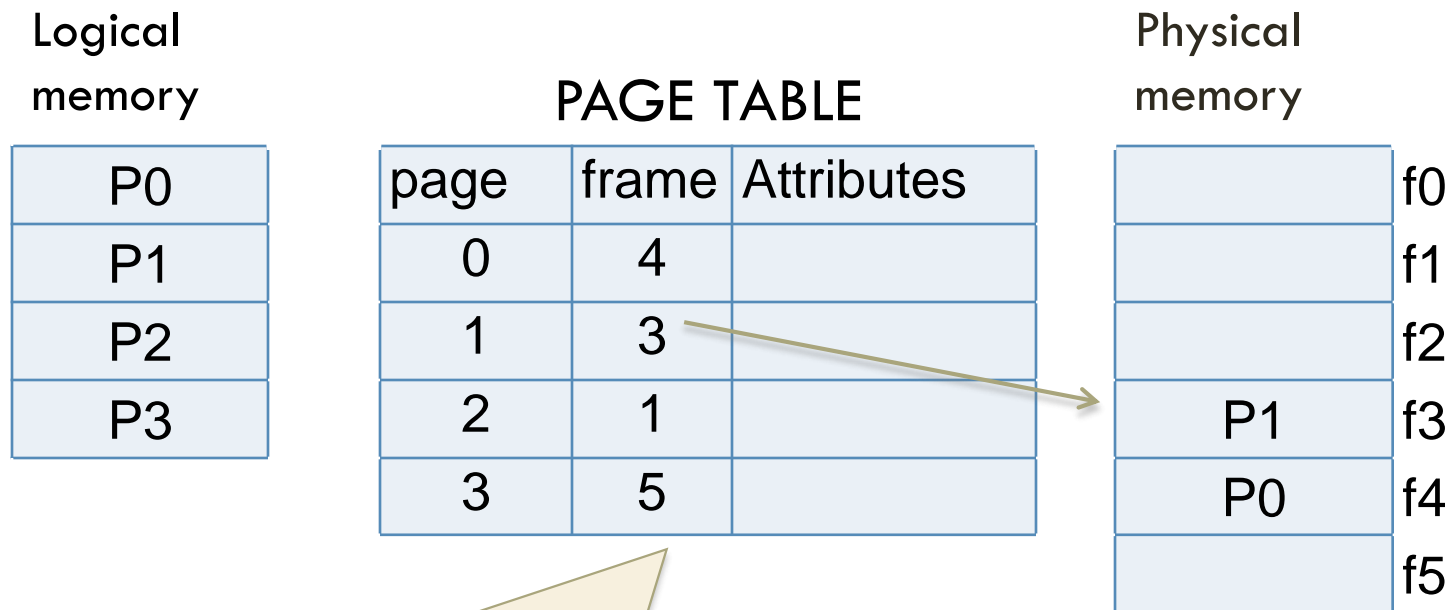 Logical
memory
PAGE TABLE
Physical
memory
P0
P1
P2
P3
page frame Attributes
0 4
1 3
2 1
3 5
f0
f1
f2
P1 f3
P0 f4
f5